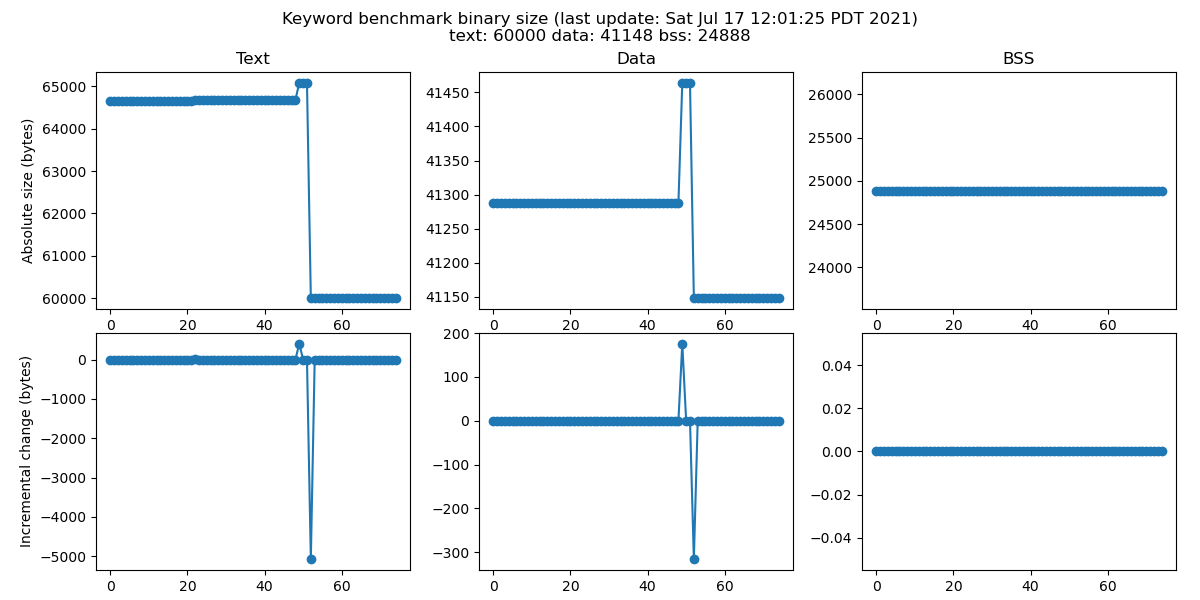 Keyword benchmark binary size (last update: Sat Jul 17 12:01:25 PDT 2021)
text: 60000 data: 41148 bss: 24888
Text
Absolute size (bytes)
65000
64000
63000
62000
61000
60000
0 20 40 60
Data
41450
41400
41350
41300
41250
41200
41150
0 20 40 60
BSS
26000
25500
25000
24500
24000
0 20 40 60
Incremental change (bytes)
0
−1000
−2000
−3000
−4000
−5000
0 20 40 60
200
100
0
−100
−200
−300
0 20 40 60
0.04
0.02
0.00
−0.02
−0.04
0 20 40 60